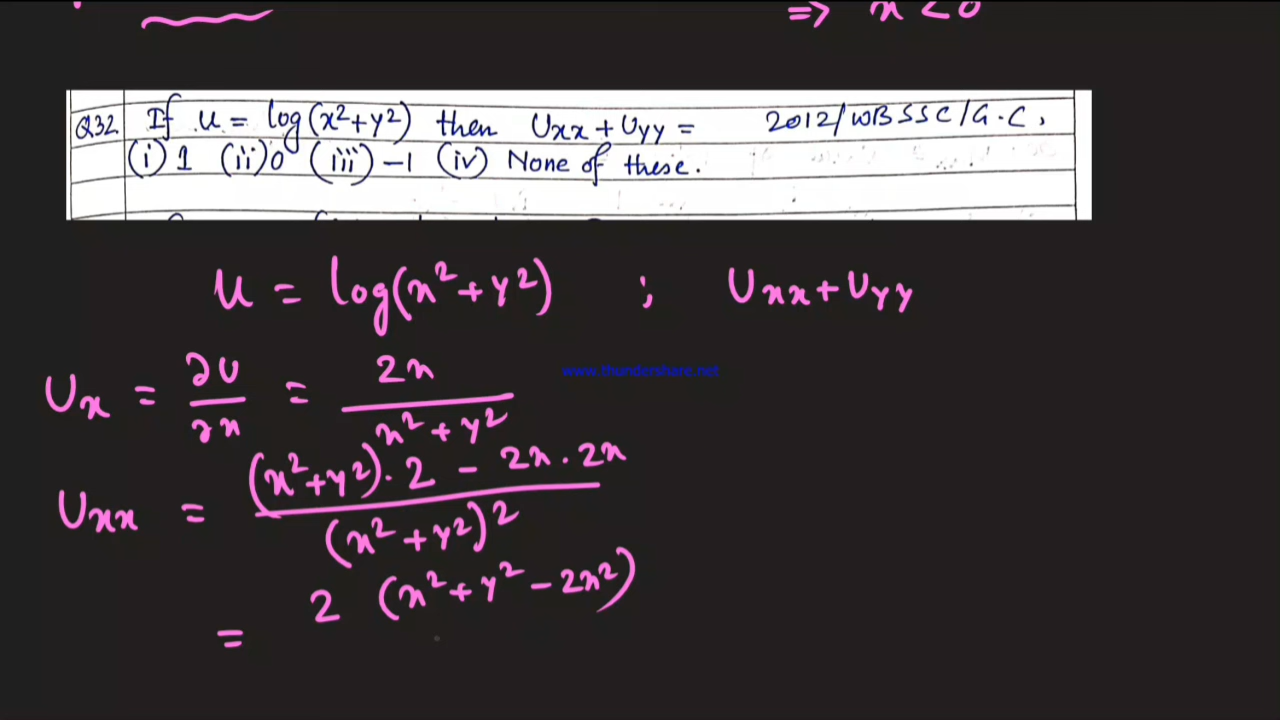 => x < 0
Q32 If u = log(x²+y²) then Uxx + Uyy = 2012/WBSSC/G.C.
(i) 1 (ii) 0 (iii) -1 (iv) None of these.
u = log(x²+y²) ; Uxx + Uyy
Ux = ∂U/∂x = 2x/(x²+y²)
www.thundershare.net
Uxx = ((x²+y²)·2 - 2x·2x)/(x²+y²)²
= 2 (x²+y²-2x²)